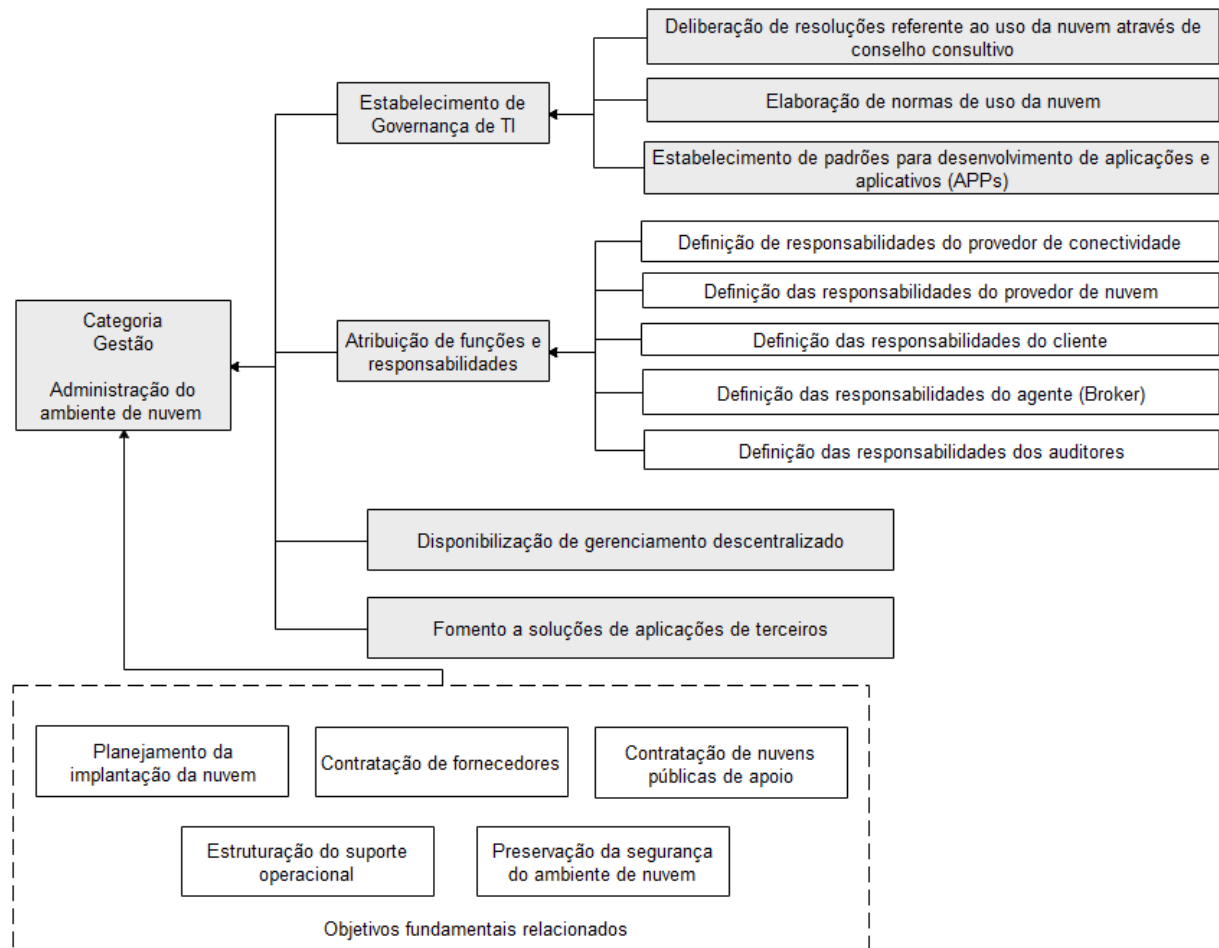 Deliberação de resoluções referente ao uso da nuvem através de
conselho consultivo
Estabelecimento de
Governança de TI
Elaboração de normas de uso da nuvem
Estabelecimento de padrões para desenvolvimento de aplicações e
aplicativos (APPs)
Definição de responsabilidades do provedor de conectividade
Definição das responsabilidades do provedor de nuvem
Categoria
Gestão
Administração do
ambiente de nuvem
Atribuição de funções e
responsabilidades
Definição das responsabilidades do cliente
Definição das responsabilidades do agente (Broker)
Definição das responsabilidades dos auditores
Disponibilização de gerenciamento descentralizado
Fomento a soluções de aplicações de terceiros
Planejamento da
implantação da nuvem
Contratação de fornecedores
Contratação de nuvens
públicas de apoio
Estruturação do suporte
operacional
Preservação da segurança
do ambiente de nuvem
Objetivos fundamentais relacionados